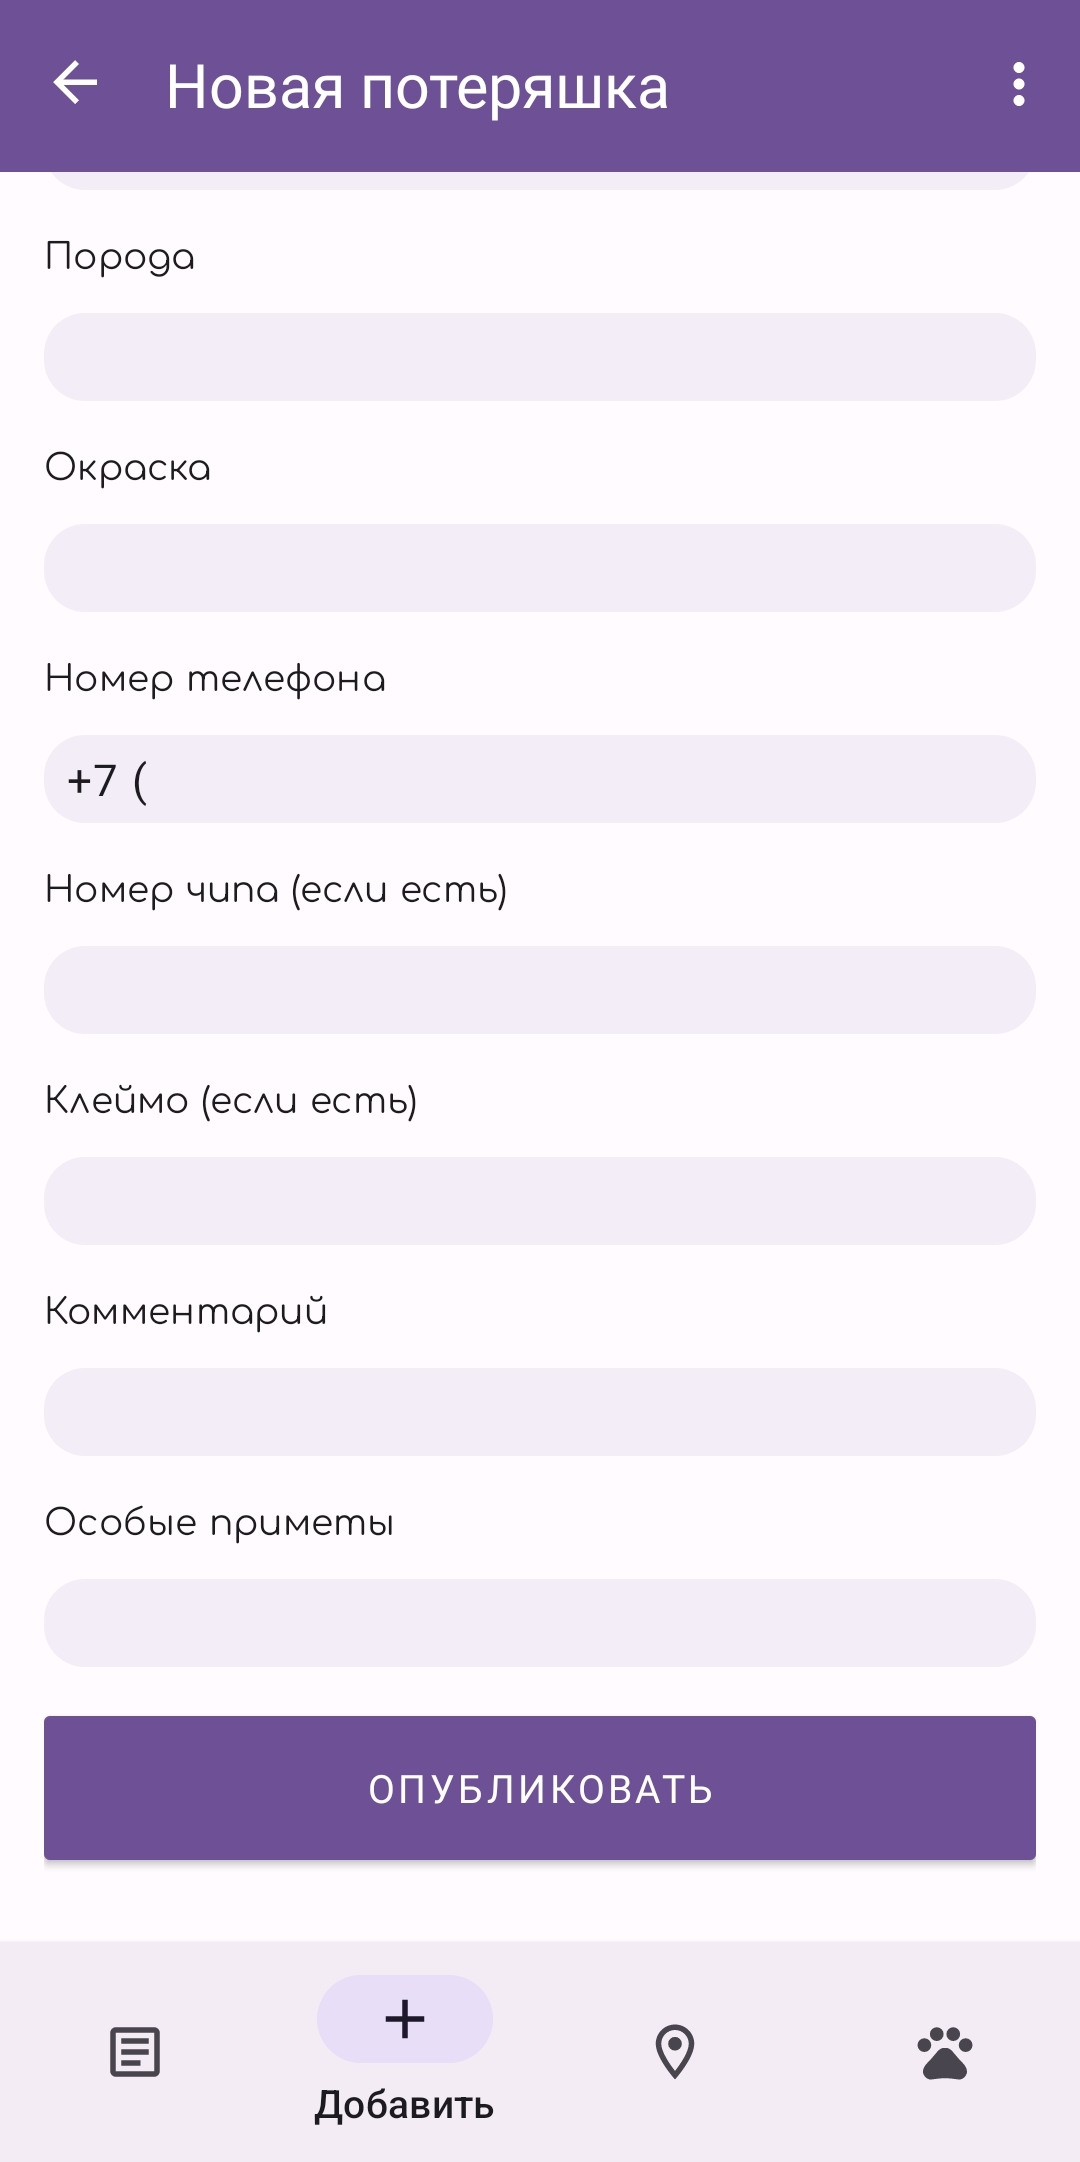 Новая потеряшка
Порода
Окраска
Номер телефона
+7 (
Номер чипа (если есть)
Клеймо (если есть)
Комментарий
Особые приметы
ОПУБЛИКОВАТЬ
Добавить